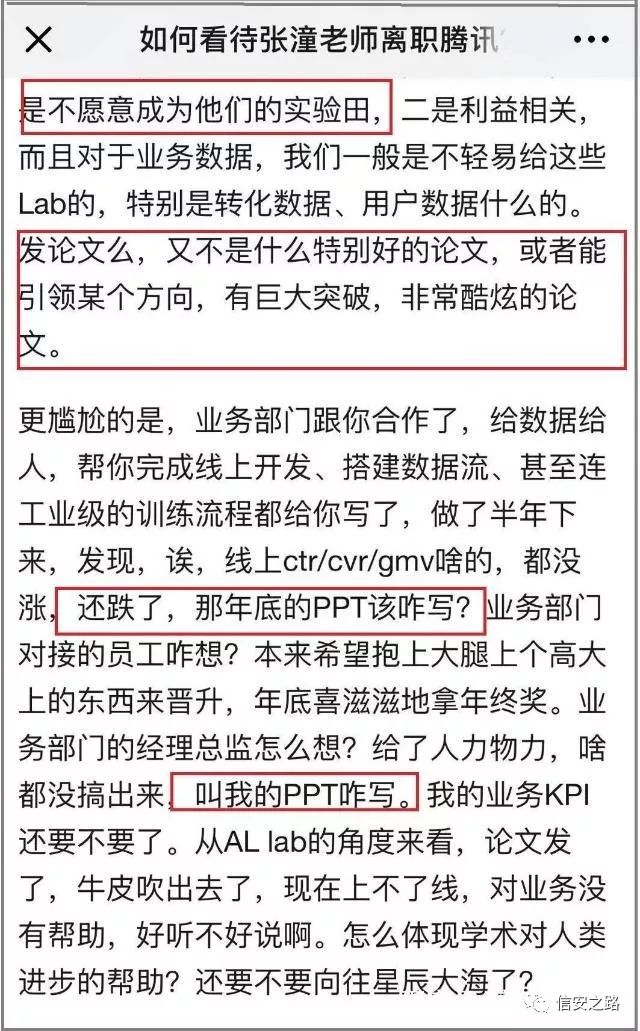 如何看待张潼老师离职腾讯
是不愿意成为他们的实验田，二是利益相关，
而且对于业务数据，我们一般是不轻易给这些
Lab的，特别是转化数据、用户数据什么的。
发论文么，又不是什么特别好的论文，或者能
引领某个方向，有巨大突破，非常酷炫的论
文。
更尴尬的是，业务部门跟你合作了，给数据给
人，帮你完成线上开发、搭建数据流、甚至连
工业级的训练流程都给你写了，做了半年下
来，发现，诶，线上ctr/cvr/gmv啥的，都没
涨，还跌了，那年底的PPT该咋写？业务部门
对接的员工咋想？本来希望抱上大腿上个高大
上的东西来晋升，年底喜滋滋地拿年终奖。业
务部门的经理总监怎么想？给了人力物力，啥
都没搞出来，叫我的PPT咋写。我的业务KPI
还要不要了。从AL lab的角度来看，论文发
了，牛皮吹出去了，现在上不了线，对业务没
有帮助，好听不好说啊。怎么体现学术对人类
进步的帮助？还要不要向往星辰大海了？
信安之路